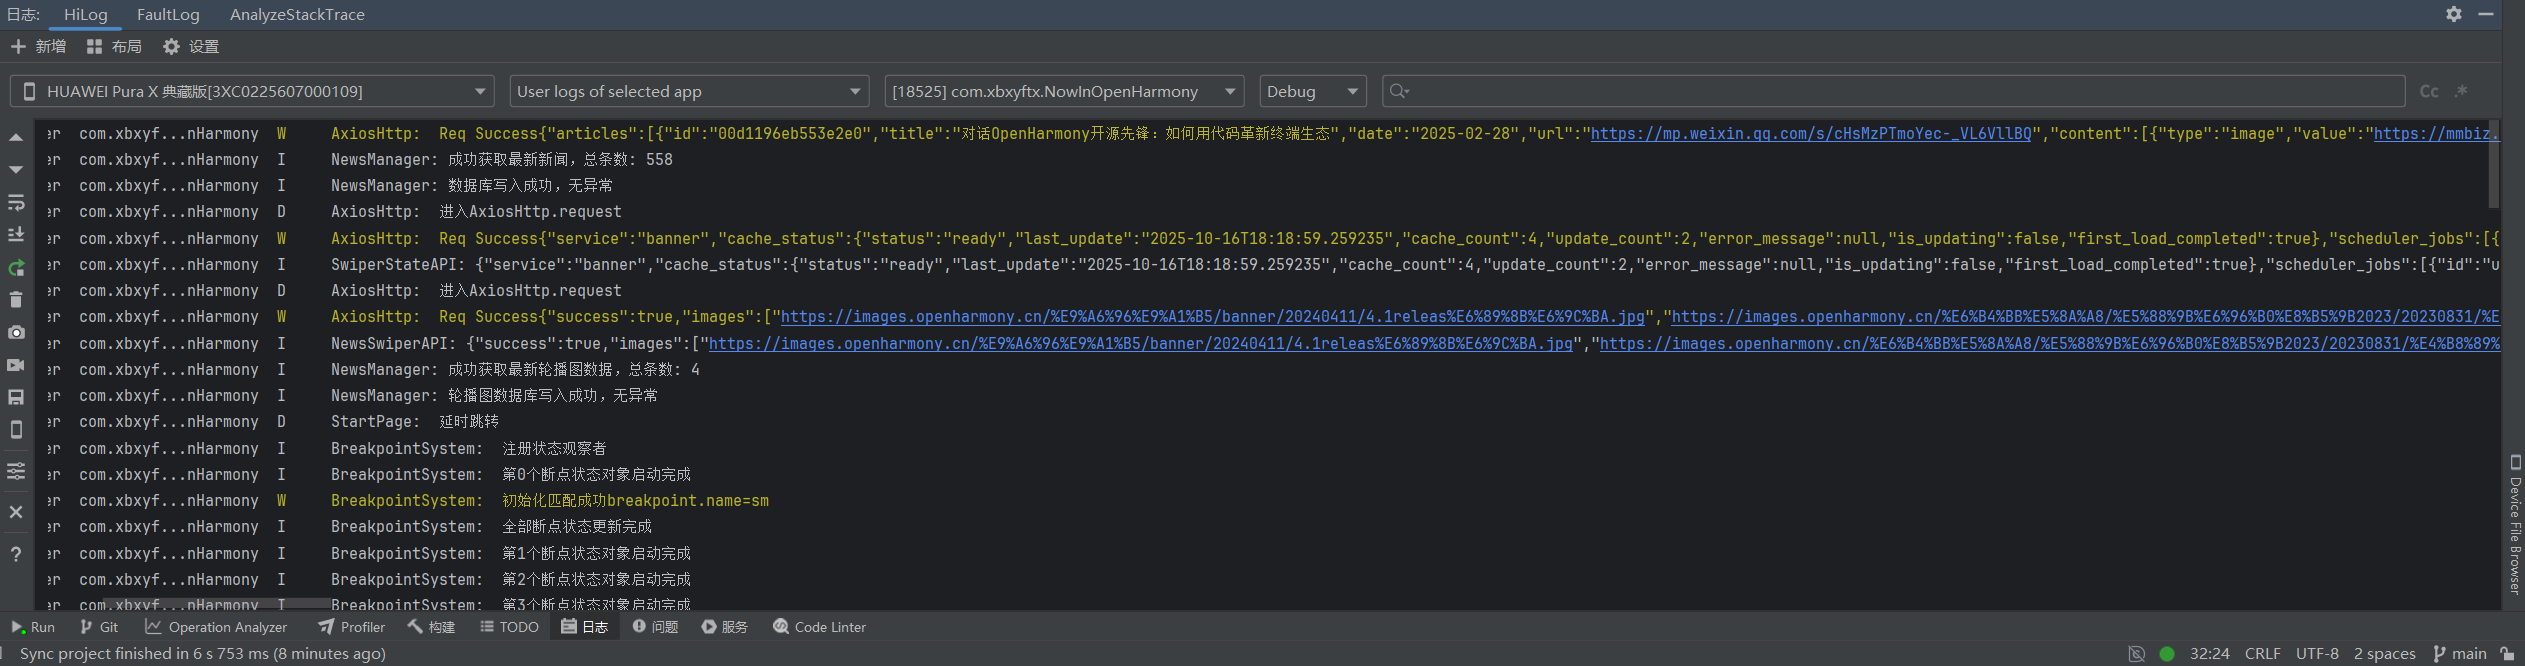 日志: HiLog FaultLog AnalyzeStackTrace
新增 布局 设置
HUAWEI Pura X 典藏版[3XC0225607000109] User logs of selected app [18525] com.xbxyftx.NowInOpenHarmony Debug Cc .*
er com.xbxyf...nHarmony W AxiosHttp: Req Success{"articles":[{"id":"00d1196eb553e2e0","title":"对话OpenHarmony开源先锋：如何用代码革新终端生态","date":"2025-02-28","url":"https://mp.weixin.qq.com/s/cHsMzPTmoYec-_VL6VllBQ","content":[{"type":"image","value":"https://mmbiz.
er com.xbxyf...nHarmony I NewsManager: 成功获取最新新闻，总条数: 558
er com.xbxyf...nHarmony I NewsManager: 数据库写入成功，无异常
er com.xbxyf...nHarmony D AxiosHttp: 进入AxiosHttp.request
er com.xbxyf...nHarmony W AxiosHttp: Req Success{"service":"banner","cache_status":{"status":"ready","last_update":"2025-10-16T18:18:59.259235","cache_count":4,"update_count":2,"error_message":null,"is_updating":false,"first_load_completed":true},"scheduler_jobs":[{
er com.xbxyf...nHarmony I SwiperStateAPI: {"service":"banner","cache_status":{"status":"ready","last_update":"2025-10-16T18:18:59.259235","cache_count":4,"update_count":2,"error_message":null,"is_updating":false,"first_load_completed":true},"scheduler_jobs":[{"id":"u
er com.xbxyf...nHarmony D AxiosHttp: 进入AxiosHttp.request
er com.xbxyf...nHarmony W AxiosHttp: Req Success{"success":true,"images":["https://images.openharmony.cn/%E9%A6%96%E9%A1%B5/banner/20240411/4.1releas%E6%89%8B%E6%9C%BA.jpg","https://images.openharmony.cn/%E6%B4%BB%E5%8A%A8/%E5%88%9B%E6%96%B0%E8%B5%9B2023/20230831/%E
er com.xbxyf...nHarmony I NewsSwiperAPI: {"success":true,"images":["https://images.openharmony.cn/%E9%A6%96%E9%A1%B5/banner/20240411/4.1releas%E6%89%8B%E6%9C%BA.jpg","https://images.openharmony.cn/%E6%B4%BB%E5%8A%A8/%E5%88%9B%E6%96%B0%E8%B5%9B2023/20230831/%E4%B8%89%
er com.xbxyf...nHarmony I NewsManager: 成功获取最新轮播图数据，总条数: 4
er com.xbxyf...nHarmony I NewsManager: 轮播图数据库写入成功，无异常
er com.xbxyf...nHarmony D StartPage: 延时跳转
er com.xbxyf...nHarmony I BreakpointSystem: 注册状态观察者
er com.xbxyf...nHarmony I BreakpointSystem: 第0个断点状态对象启动完成
er com.xbxyf...nHarmony W BreakpointSystem: 初始化匹配成功breakpoint.name=sm
er com.xbxyf...nHarmony I BreakpointSystem: 全部断点状态更新完成
er com.xbxyf...nHarmony I BreakpointSystem: 第1个断点状态对象启动完成
er com.xbxyf...nHarmony I BreakpointSystem: 第2个断点状态对象启动完成
er com.xbxyf...nHarmony I BreakpointSystem: 第3个断点状态对象启动完成
Device File Browser
Run Git Operation Analyzer Profiler 构建 TODO 日志 问题 服务 Code Linter
Sync project finished in 6 s 753 ms (8 minutes ago) 32:24 CRLF UTF-8 2 spaces main